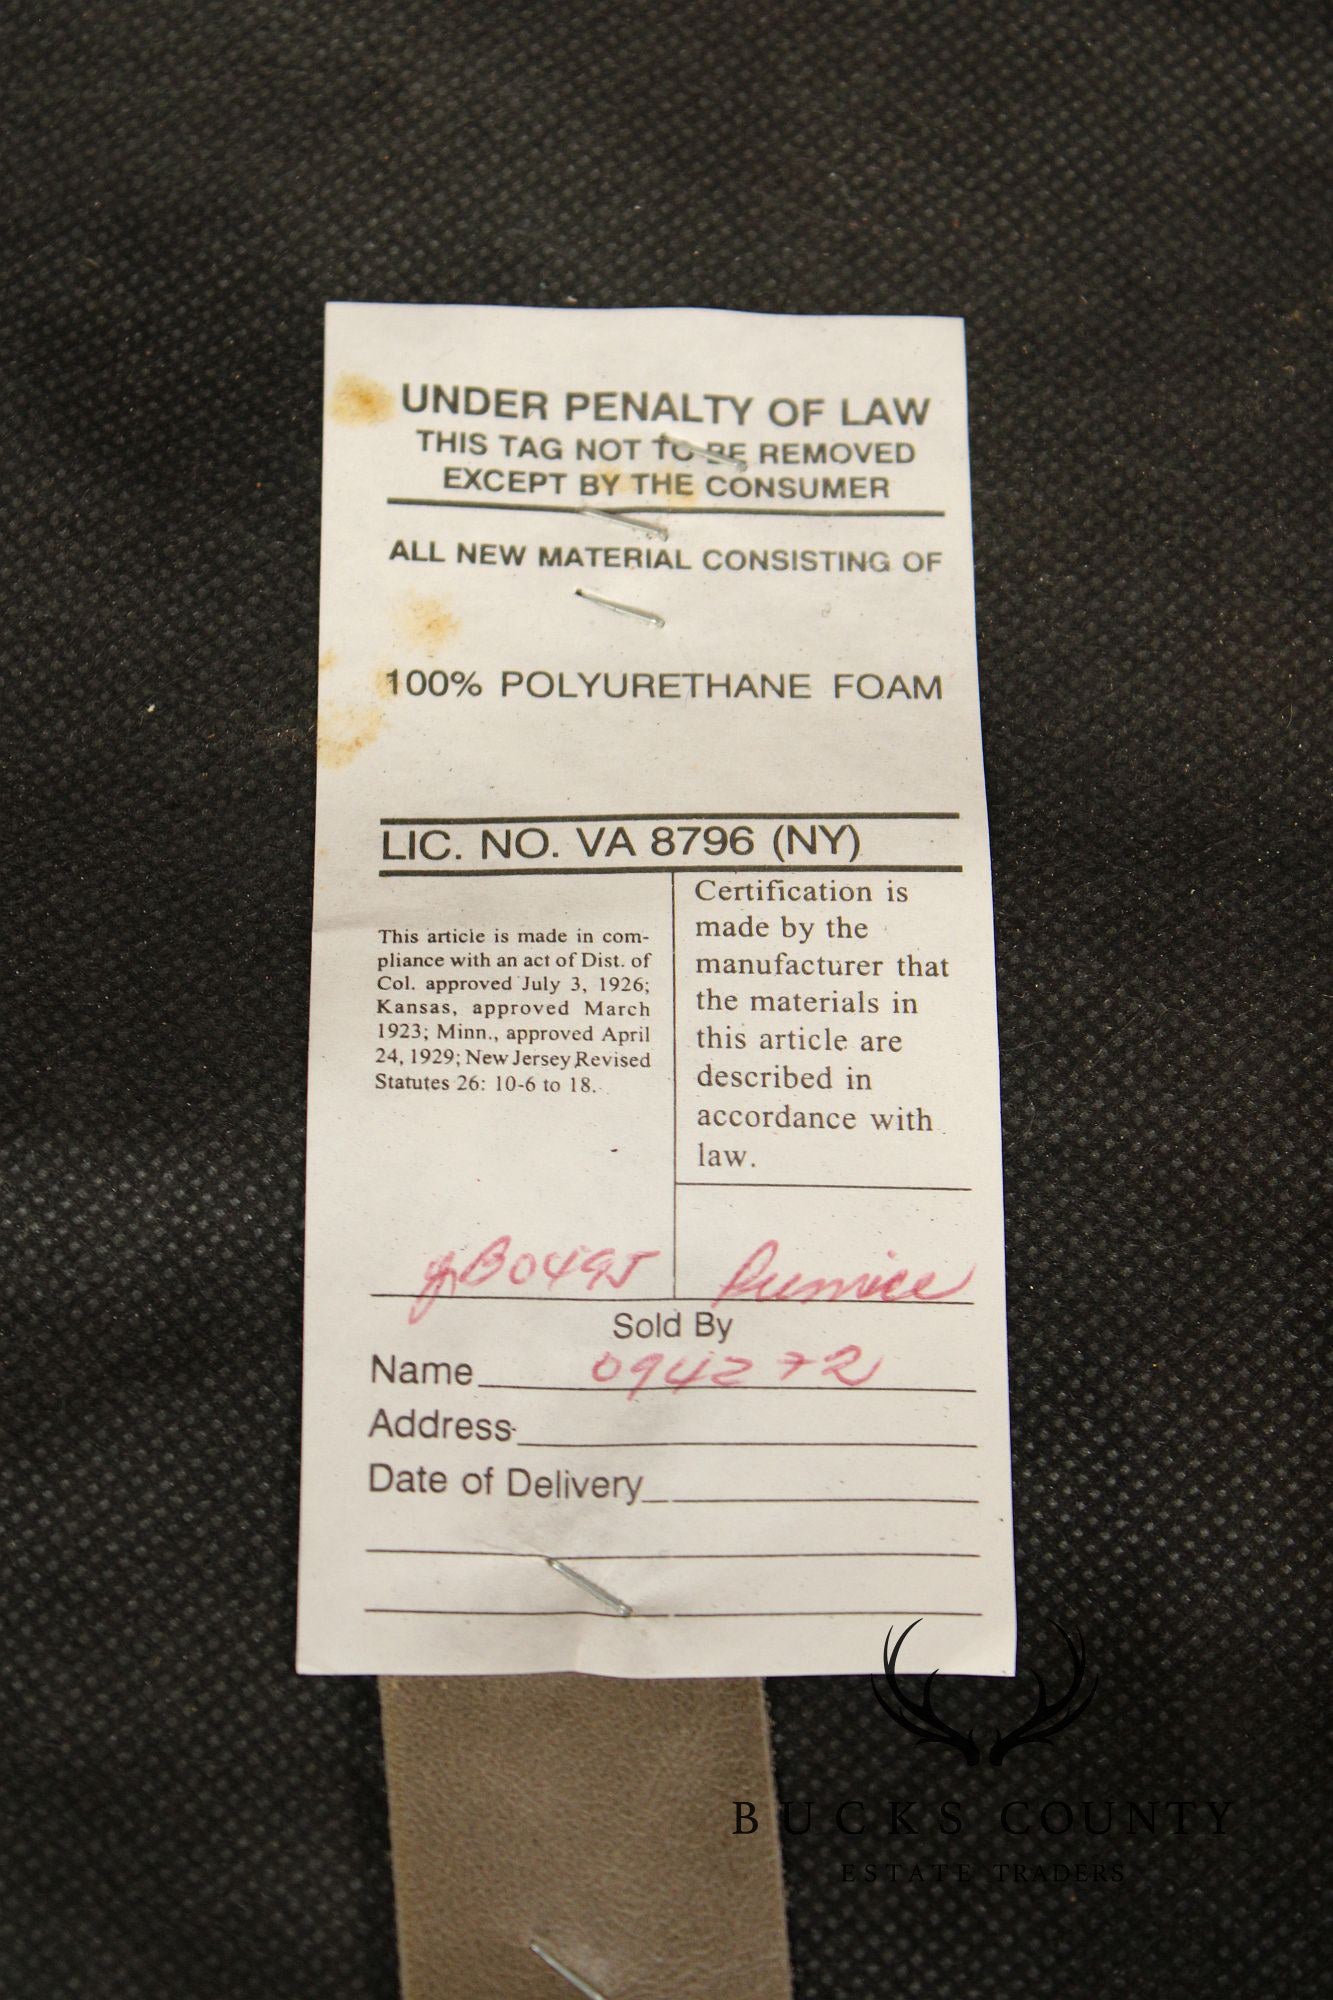 UNDER PENALTY OF LAW
THIS TAG NOT TO BE REMOVED
EXCEPT BY THE CONSUMER
ALL NEW MATERIAL CONSISTING OF
100% POLYURETHANE FOAM
LIC. NO. VA 8796 (NY)
This article is made in com-
pliance with an act of Dist. of
Col. approved July 3, 1926;
Kansas, approved March
1923; Minn., approved April
24, 1929; New Jersey Revised
Statutes 26: 10-6 to 18.
Certification is
made by the
manufacturer that
the materials in
this article are
described in
accordance with
law.
Pumice
Sold By
Name 094272
Address
Date of Delivery
BUCKS COUNTY
ESTATE TRADERS